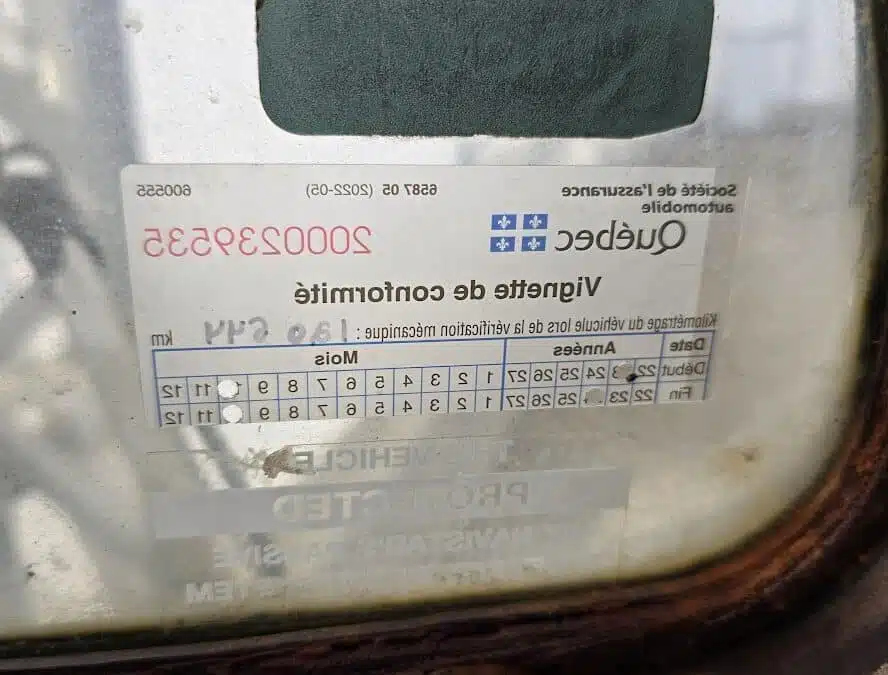 Société de l'assurance
automobile
6587 05 (2022-05)
600555
Québec
2000239535
Vignette de conformité
Kilométrage du véhicule lors de la vérification mécanique : km
Date Années Mois
Début 22 24 25 26 27 1 2 3 4 5 6 7 8 9 11 12
Fin 22 23 25 26 27 1 2 3 4 5 6 7 8 9 11 12
VEHICLE
PROTECTED